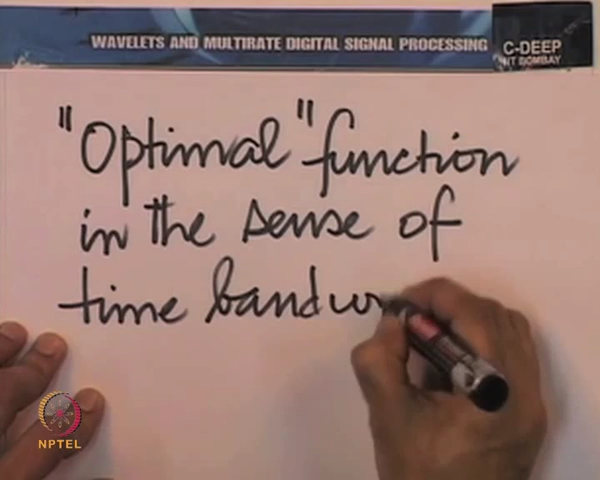 WAVELETS AND MULTIRATE DIGITAL SIGNAL PROCESSING
C-DEEP
IIT BOMBAY
"Optimal" function
in the sense of
time bandw
NPTEL